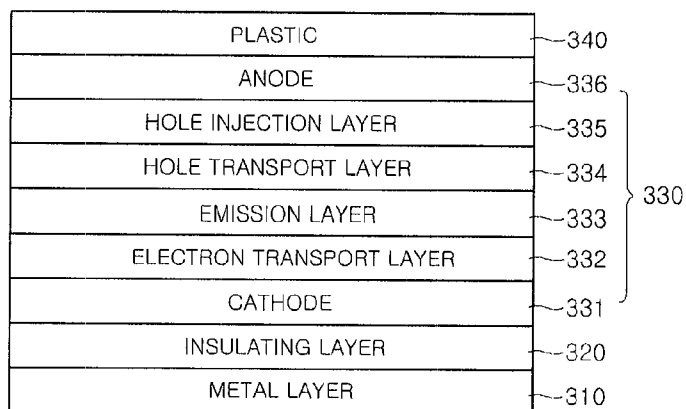 PLASTIC 340
ANODE 336
HOLE INJECTION LAYER 335
HOLE TRANSPORT LAYER 334
EMISSION LAYER 333
330
ELECTRON TRANSPORT LAYER 332
CATHODE 331
INSULATING LAYER 320
METAL LAYER 310